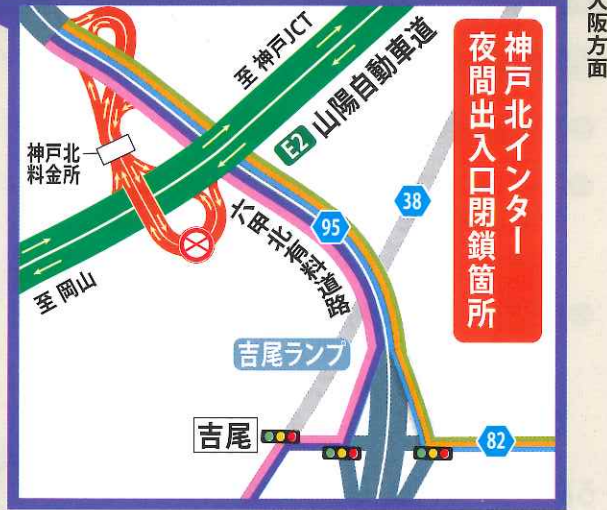 神戸北インター
夜間出入口閉鎖箇所
至 神戸JCT
E2 山陽自動車道
神戸北
料金所
至 岡山
95
38
六甲北有料道路
吉尾ランプ
吉尾
82
大阪方面